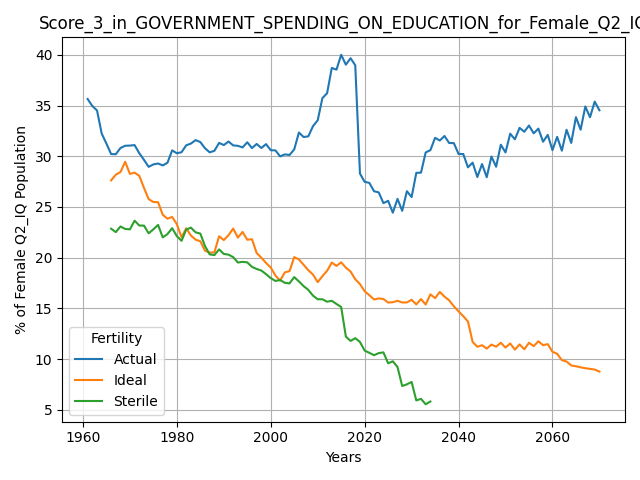 Score_3_in_GOVERNMENT_SPENDING_ON_EDUCATION_for_Female_Q2_IQ
% of Female Q2_IQ Population
40
35
30
25
20
15
10
5
Fertility
Actual
Ideal
Sterile
1960
1980
2000
2020
2040
2060
Years